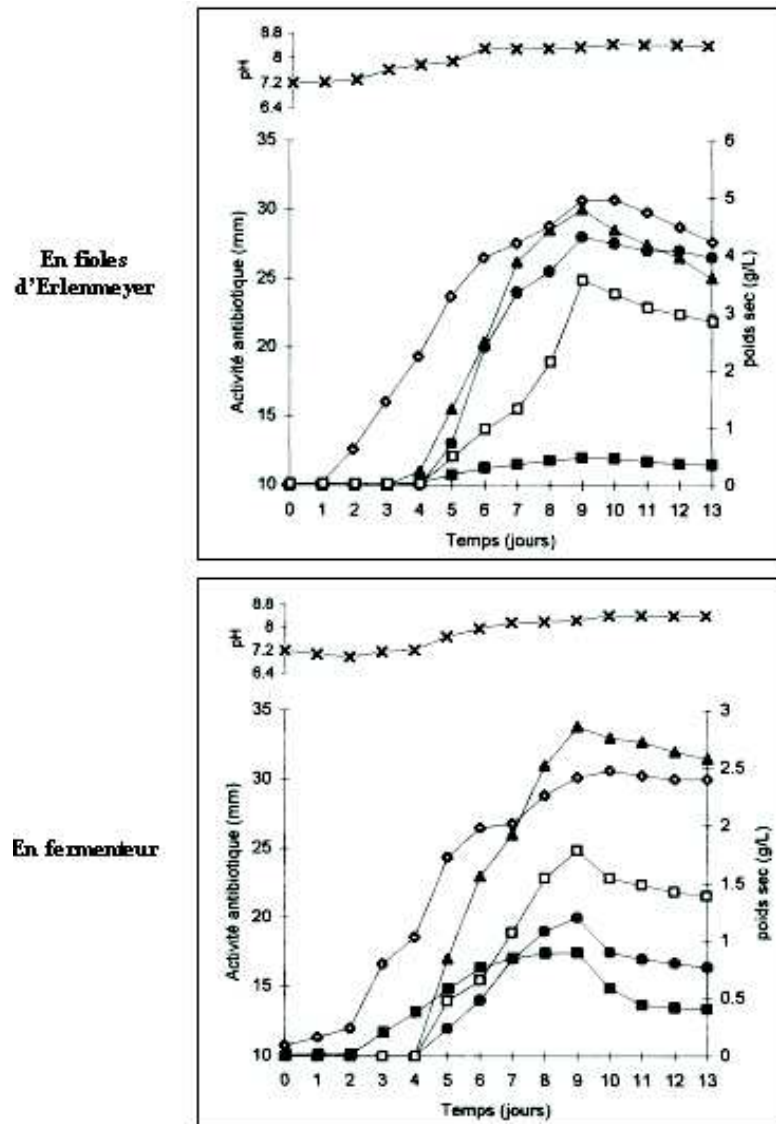 8.8
8
7.2
6.4
pH
35
30
25
20
15
10
Activité antibiotique (mm)
6
5
4
3
2
1
0
poids sec (g/L)
0 1 2 3 4 5 6 7 8 9 10 11 12 13
Temps (jours)
En fioles
d'Erlenmeyer
8.8
8
7.2
6.4
pH
35
30
25
20
15
10
Activité antibiotique (mm)
3
2.5
2
1.5
1
0.5
0
poids sec (g/L)
0 1 2 3 4 5 6 7 8 9 10 11 12 13
Temps (jours)
En fermenteur